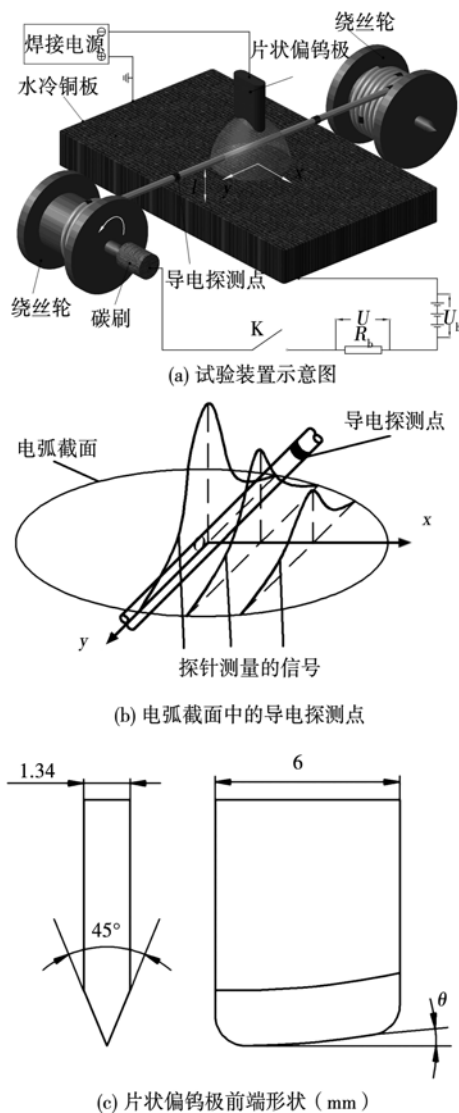 焊接电源
⊖
⊕
片状偏钨极
绕丝轮
水冷铜板
x
y
l
导电探测点
绕丝轮
碳刷
K
U
R_b
U_b
(a) 试验装置示意图
导电探测点
电弧截面
O
x
y
探针测量的信号
(b) 电弧截面中的导电探测点
1.34
6
45°
θ
(c) 片状偏钨极前端形状（mm）